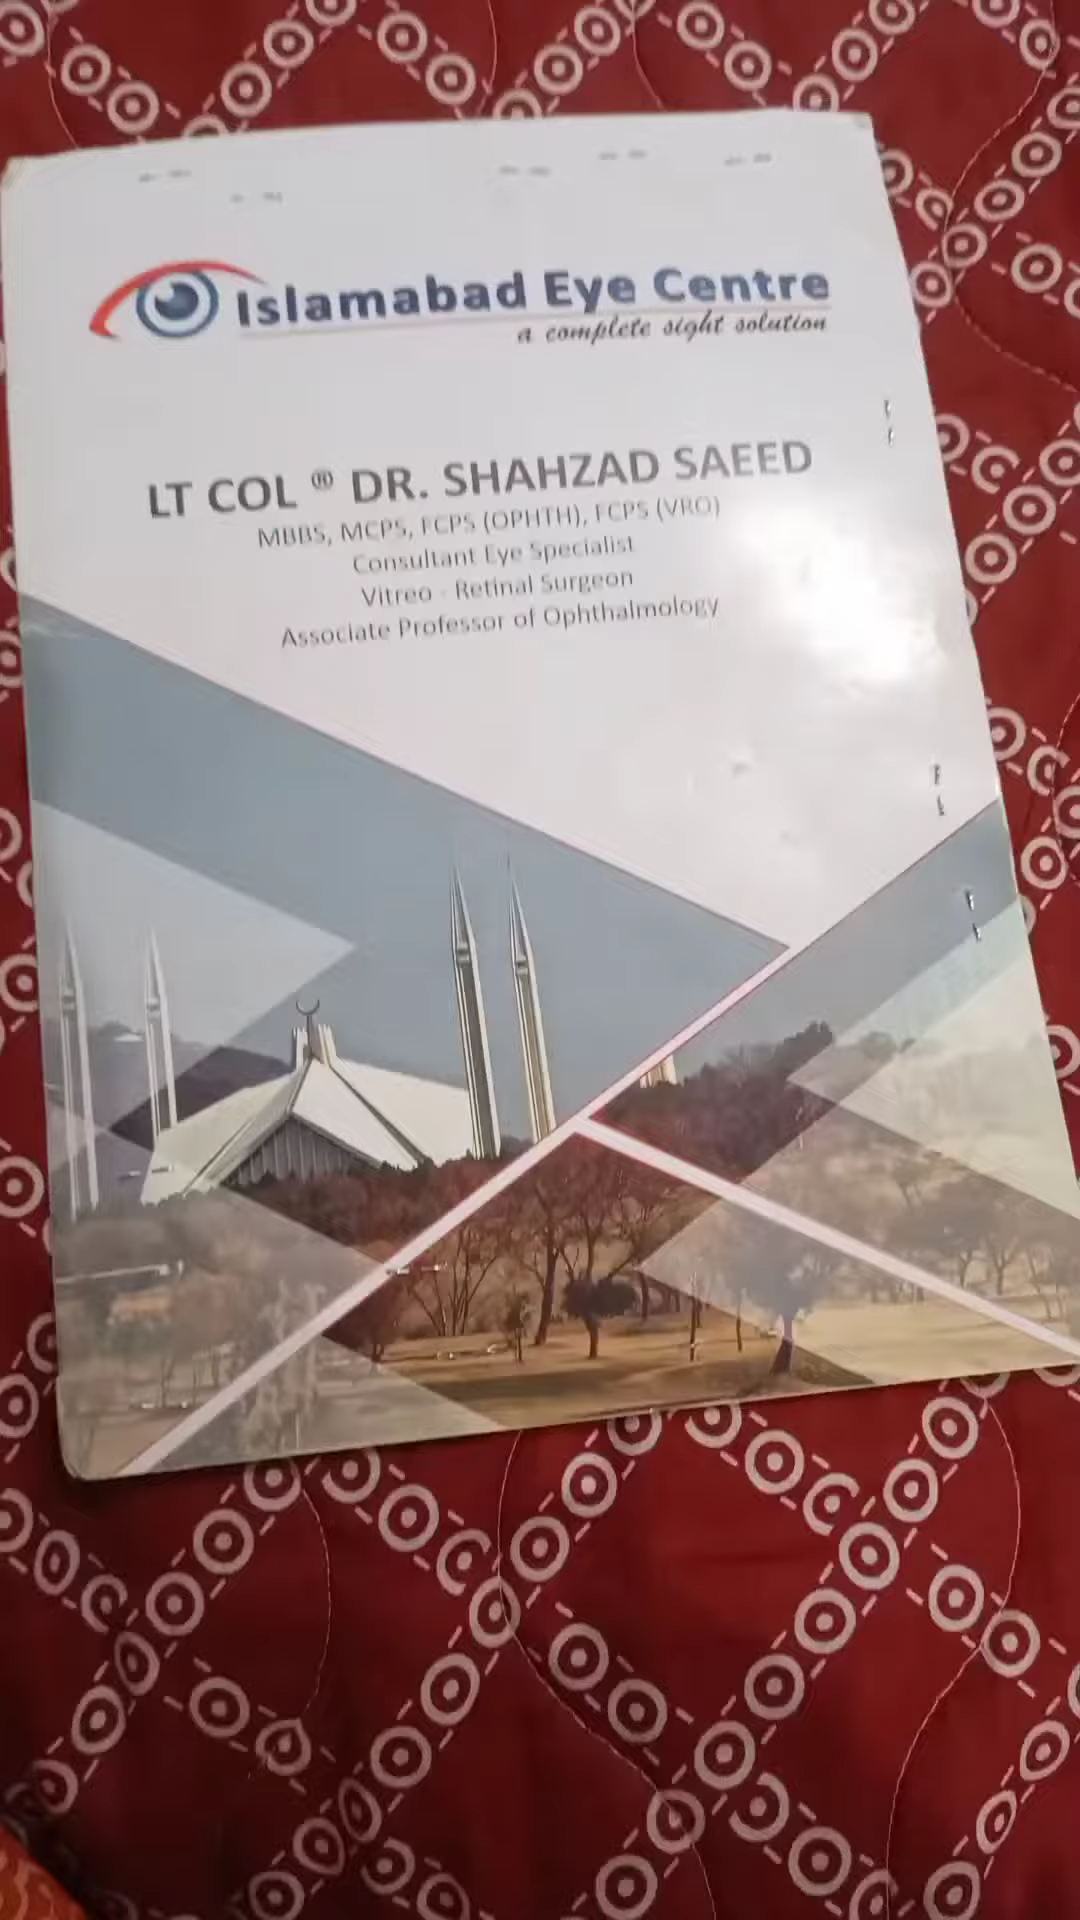 Islamabad Eye Centre
a complete sight solution
LT COL ® DR. SHAHZAD SAEED
MBBS, MCPS, FCPS (OPHTH), FCPS (VRO)
Consultant Eye Specialist
Vitreo - Retinal Surgeon
Associate Professor of Ophthalmology